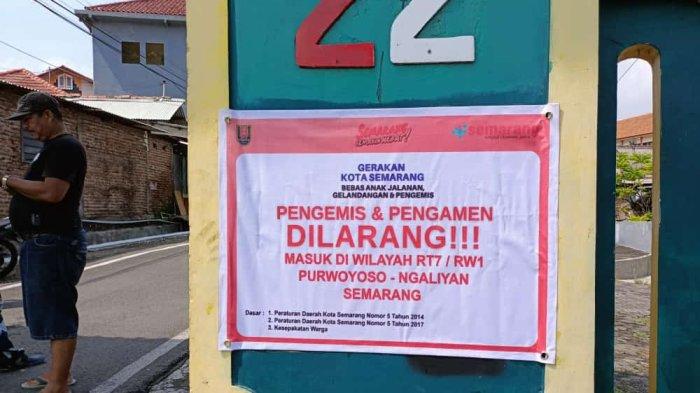 22
SEMARANG
SEMAKIN HEBAT!
semarang
GERAKAN
KOTA SEMARANG
BEBAS ANAK JALANAN,
GELANDANGAN & PENGEMIS
PENGEMIS & PENGAMEN
DILARANG!!!
MASUK DI WILAYAH RT7 / RW1
PURWOYOSO - NGALIYAN
SEMARANG
Dasar : 1. Peraturan Daerah Kota Semarang Nomor 5 Tahun 2014
2. Peraturan Daerah Kota Semarang Nomor 5 Tahun 2017
3. Kesepakatan Warga